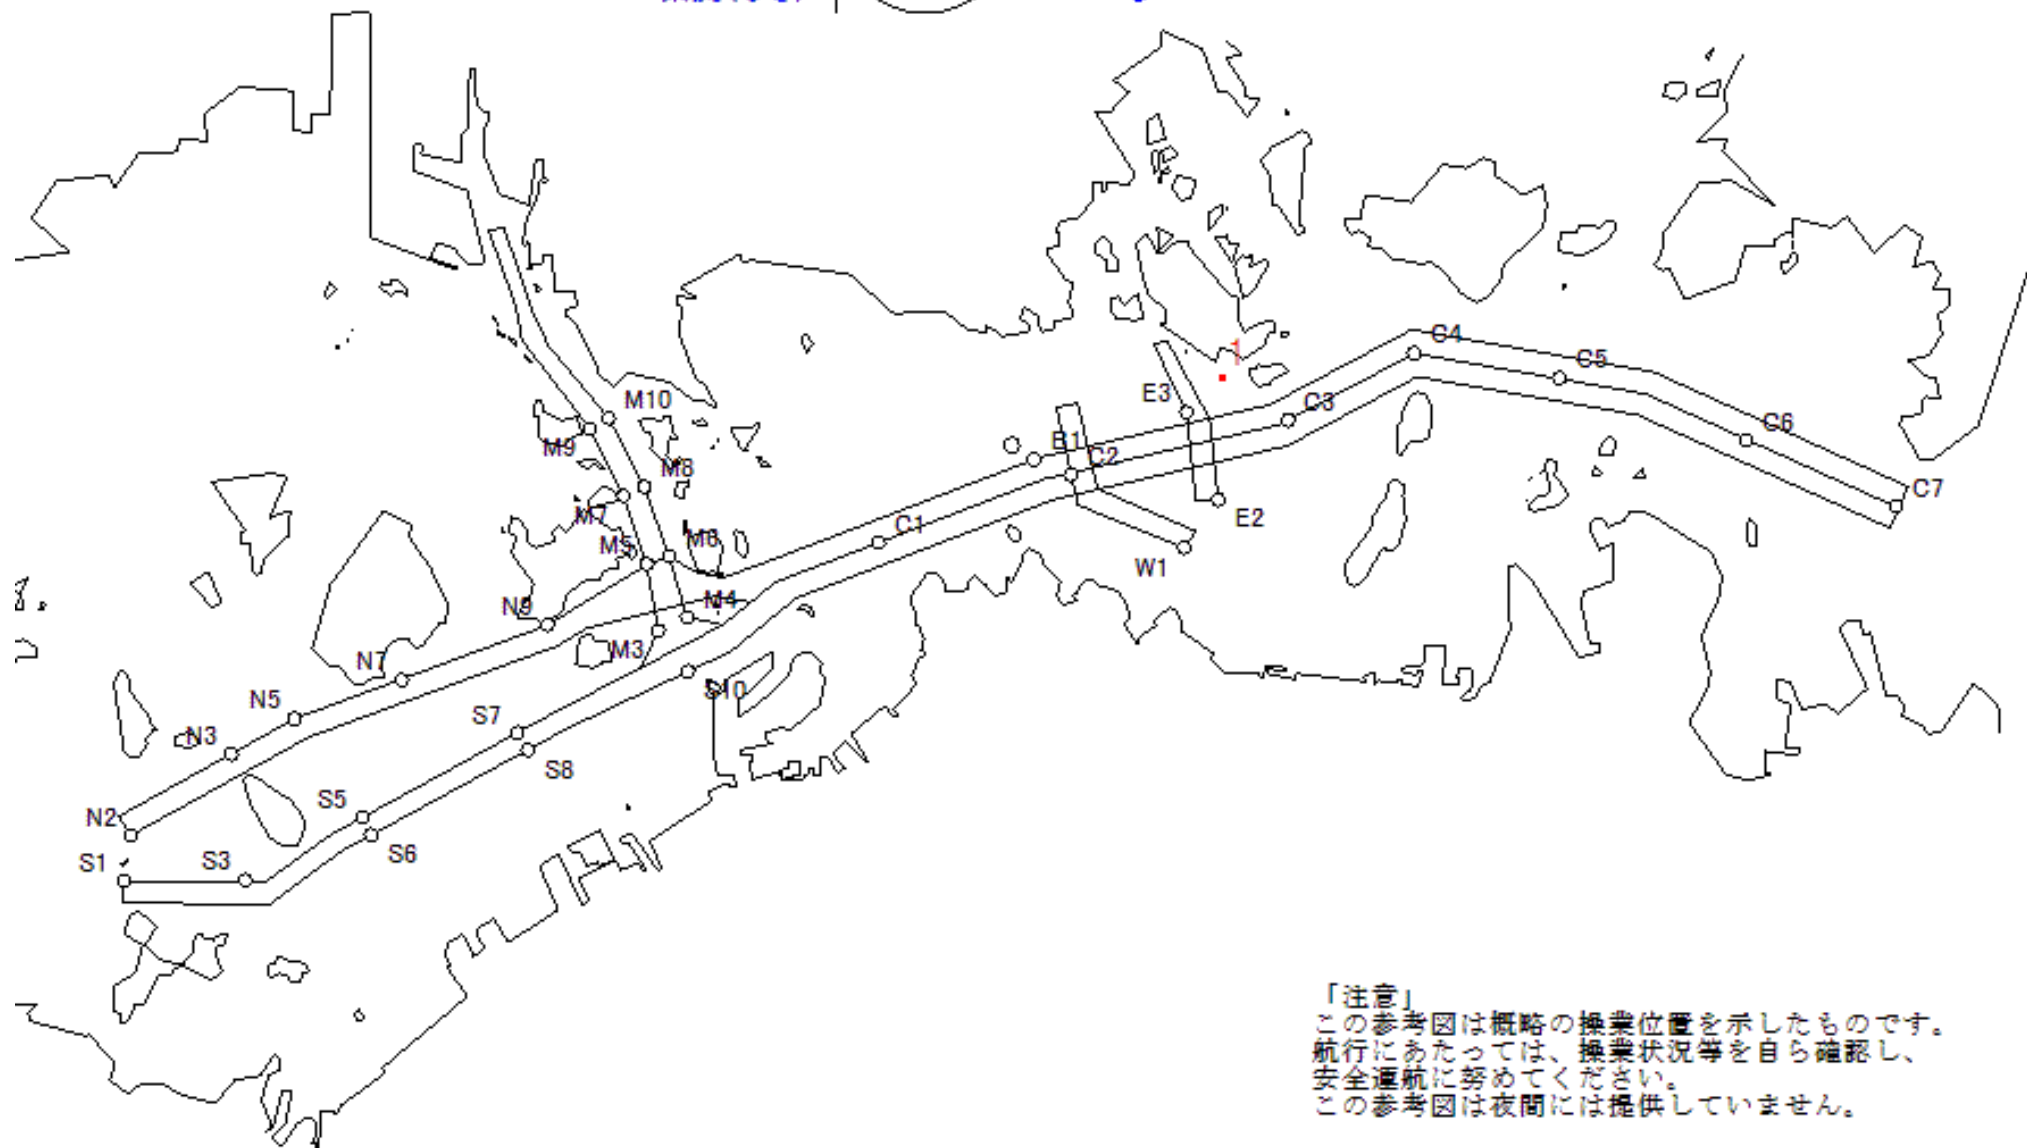 1
C4
C5
E3
M10
C3
C6
M9
B1
C2
M8
C7
M7
E2
C1
M6
M5
W1
N9
M4
M3
N7
S10
N5
S7
N3
S8
S5
N2
S6
S1
S3
「注意」
この参考図は概略の操業位置を示したものです。
航行にあたっては、操業状況等を自ら確認し、
安全運航に努めてください。
この参考図は夜間には提供していません。